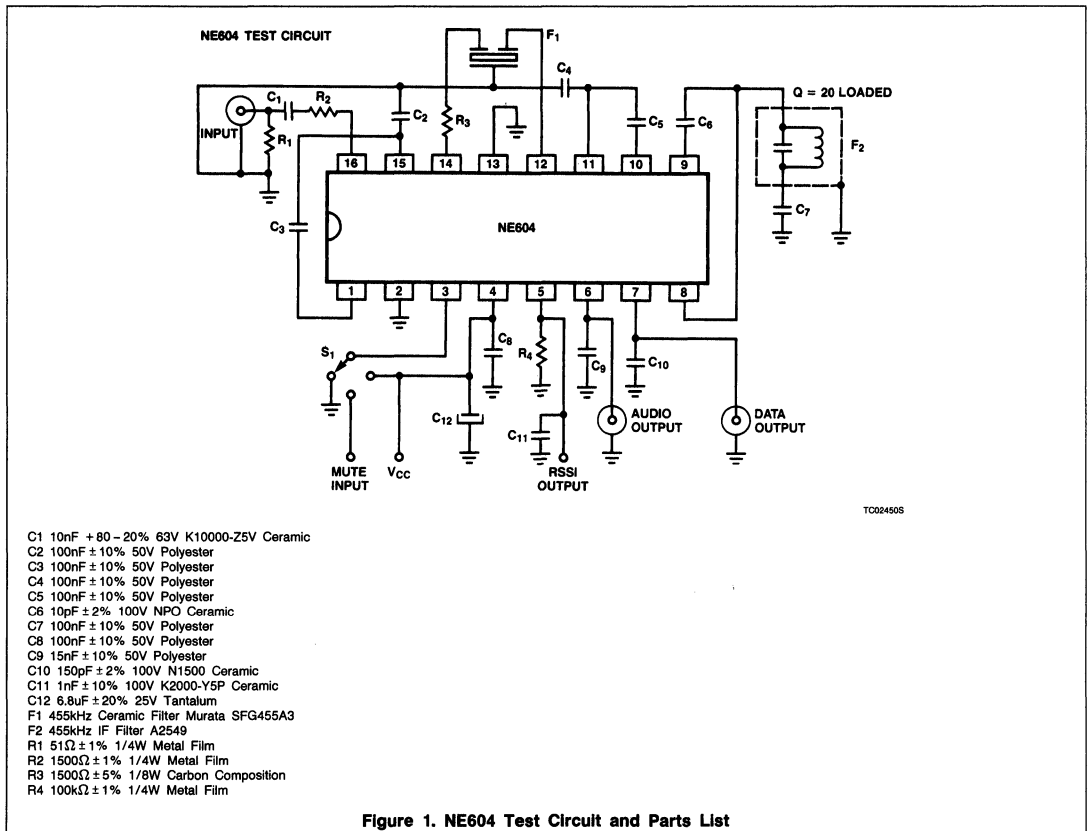 NE604 TEST CIRCUIT
F1
C4
Q = 20 LOADED
C1
R2
C2
R3
C5
C6
INPUT
R1
F2
16
15
14
13
12
11
10
9
C7
C3
NE604
1
2
3
4
5
6
7
8
S1
C8
R4
C9
C10
C12
C11
AUDIO
OUTPUT
DATA
OUTPUT
MUTE
INPUT
VCC
RSSI
OUTPUT
TC02450S
C1 10nF +80 – 20% 63V K10000-Z5V Ceramic
C2 100nF ± 10% 50V Polyester
C3 100nF ± 10% 50V Polyester
C4 100nF ± 10% 50V Polyester
C5 100nF ± 10% 50V Polyester
C6 10pF ± 2% 100V NPO Ceramic
C7 100nF ± 10% 50V Polyester
C8 100nF ± 10% 50V Polyester
C9 15nF ± 10% 50V Polyester
C10 150pF ± 2% 100V N1500 Ceramic
C11 1nF ± 10% 100V K2000-Y5P Ceramic
C12 6.8uF ± 20% 25V Tantalum
F1 455kHz Ceramic Filter Murata SFG455A3
F2 455kHz IF Filter A2549
R1 51Ω ± 1% 1/4W Metal Film
R2 1500Ω ± 1% 1/4W Metal Film
R3 1500Ω ± 5% 1/8W Carbon Composition
R4 100kΩ ± 1% 1/4W Metal Film
Figure 1. NE604 Test Circuit and Parts List